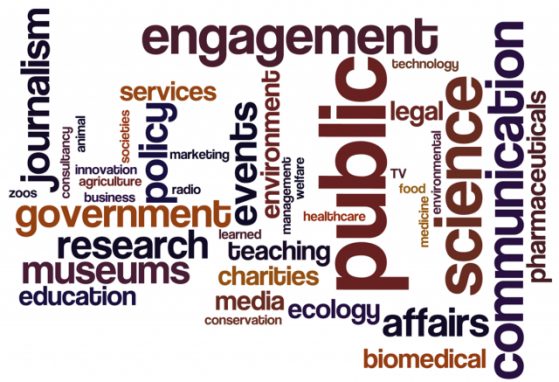 engagement
technology
journalism
services
communication
public
legal
science
pharmaceuticals
environment
events
policy
animal
societies
consultancy
marketing
innovation
agriculture
business
radio
zoos
management
welfare
TV
food
environmental
medicine
government
healthcare
learned
research
teaching
museums
charities
education
media
ecology
conservation
affairs
biomedical